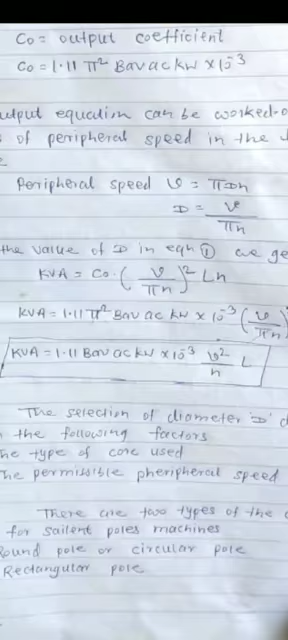 Co = output coefficient
Co = 1.11 π² Bav ac kw × 10⁻³
utput equation can be worked-o
s of peripheral speed in the
Peripheral speed v = πDn
D = v/πn
the value of D in eqn ① we ge
KVA = Co. (v/πn)² Ln
KVA = 1.11 π² Bav ac kw × 10⁻³ (v/πn)
KVA = 1.11 Bav ac kw × 10⁻³ v²/n L
The selection of diameter 'D' d
n the following factors
he type of core used
The permissible pheripheral speed
There are two types of the
for sailent poles machines
Round pole or circular pole
Rectangular pole